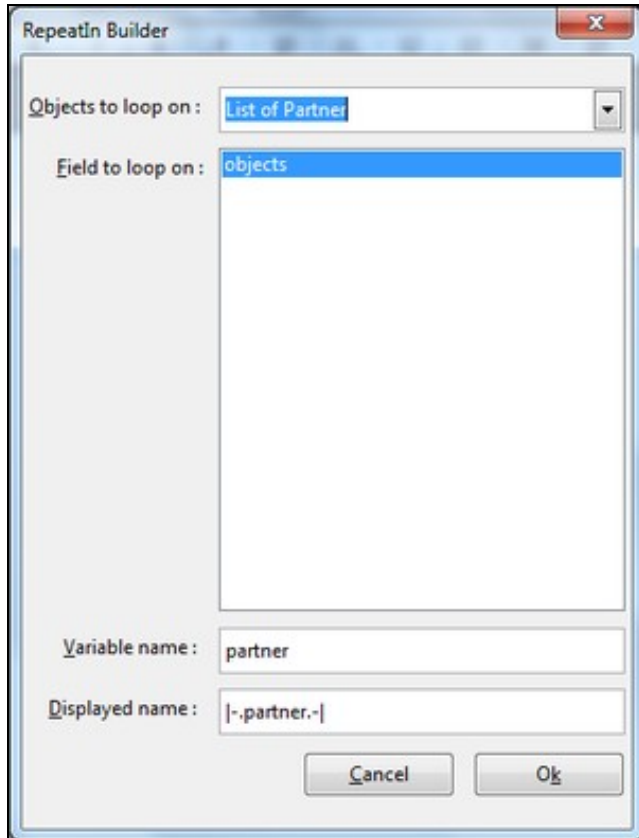 RepeatIn Builder
Objects to loop on : List of Partner
Field to loop on : objects
Variable name : partner
Displayed name : |-.partner.-|
Cancel Ok